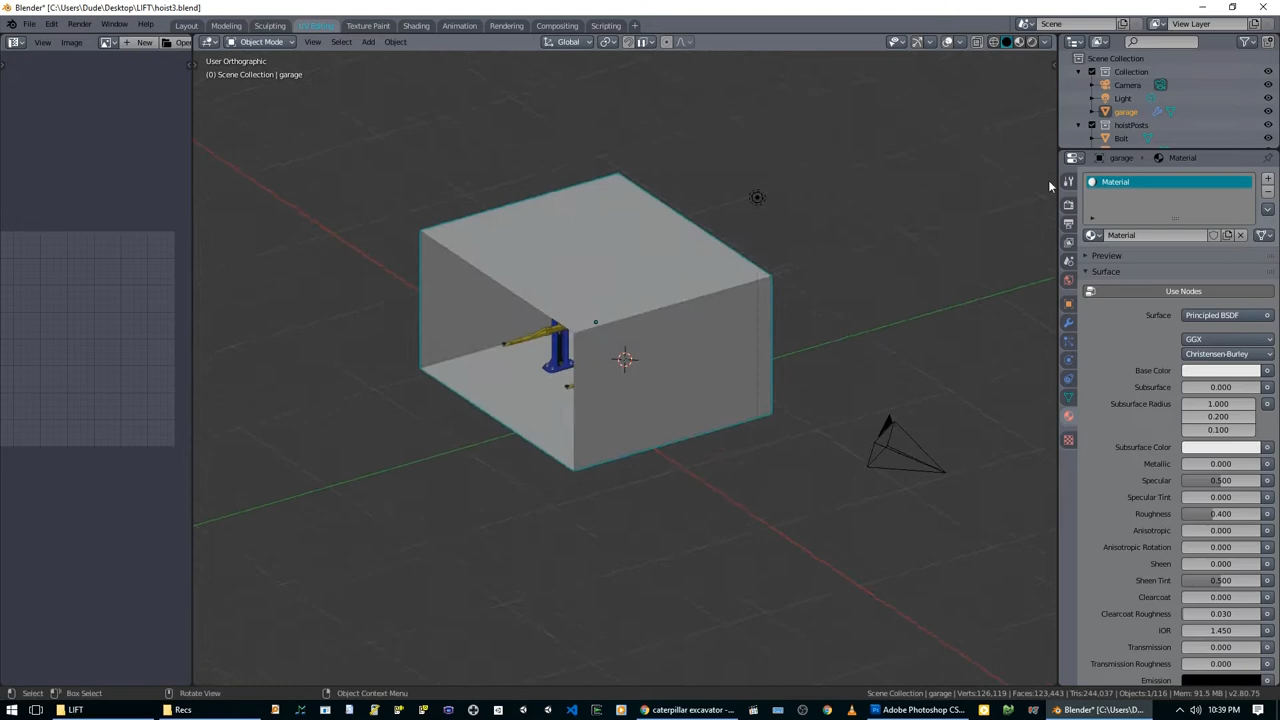 Blender* [C:\Users\Dude\Desktop\LIFT\hoist3.blend]
File Edit Render Window Help Layout Modeling Sculpting UV Editing Texture Paint Shading Animation Rendering Compositing Scripting Scene View Layer
View Image New Open Object Mode View Select Add Object Global
User Orthographic
(0) Scene Collection | garage
Scene Collection
Collection
Camera
Light
garage
hoistPosts
Bolt
garage Material
Material
Material
Preview
Surface
Use Nodes
Surface Principled BSDF
GGX
Christensen-Burley
Base Color
Subsurface 0.000
Subsurface Radius 1.000
0.200
0.100
Subsurface Color
Metallic 0.000
Specular 0.500
Specular Tint 0.000
Roughness 0.400
Anisotropic 0.000
Anisotropic Rotation 0.000
Sheen 0.000
Sheen Tint 0.500
Clearcoat 0.000
Clearcoat Roughness 0.030
IOR 1.450
Transmission 0.000
Transmission Roughness 0.000
Emission
Select Box Select Rotate View Object Context Menu Scene Collection | garage | Verts:126,119 | Faces:123,443 | Tris:244,037 | Objects:1/116 | Mem: 91.5 MB | v2.80.75
LIFT Recs caterpillar excavator - ... Adobe Photoshop CS... Blender* [C:\Users\D... 10:39 PM